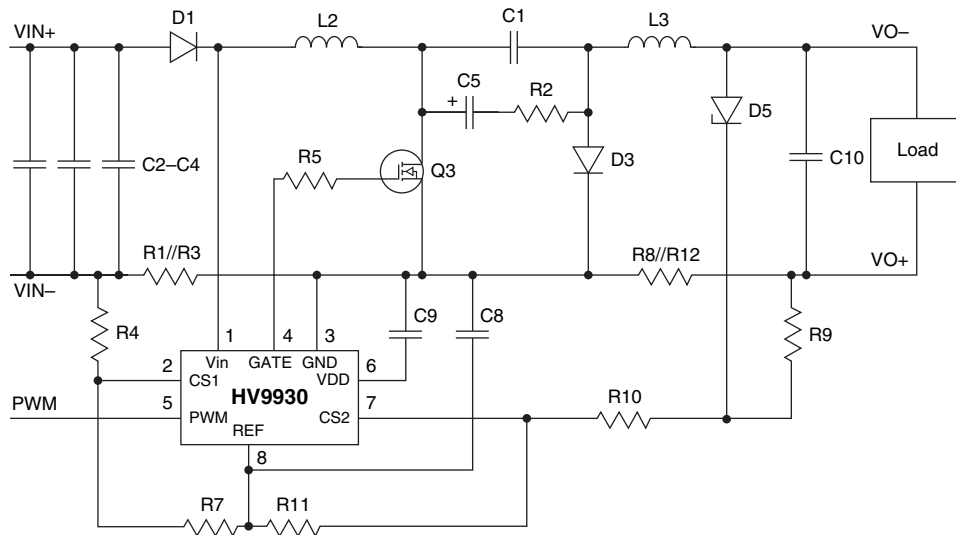 VIN+
D1
L2
C1
L3
VO–
C5
+
R2
D5
C2–C4
R5
Q3
D3
C10
Load
R1//R3
R8//R12
VO+
VIN–
R4
C9
C8
R9
1
4
3
Vin
GATE
GND
2
CS1
HV9930
VDD
6
PWM
5
PWM
CS2
7
R10
REF
8
R7
R11